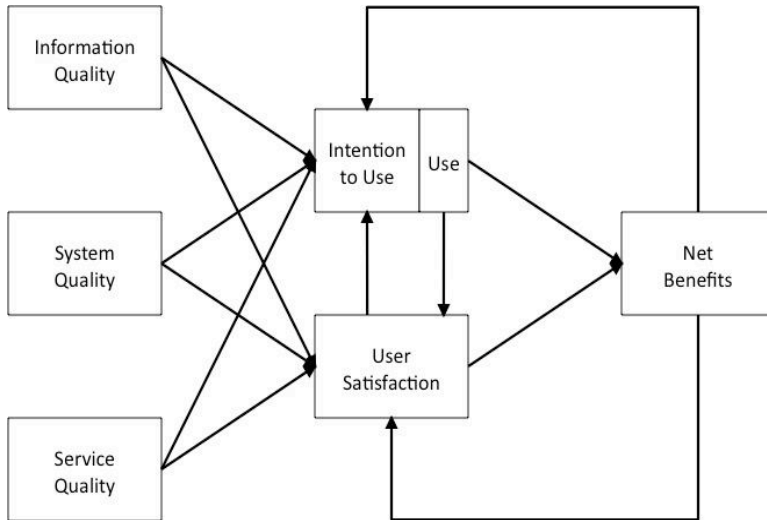 Information
Quality
Intention
to Use
Use
System
Quality
Net
Benefits
User
Satisfaction
Service
Quality